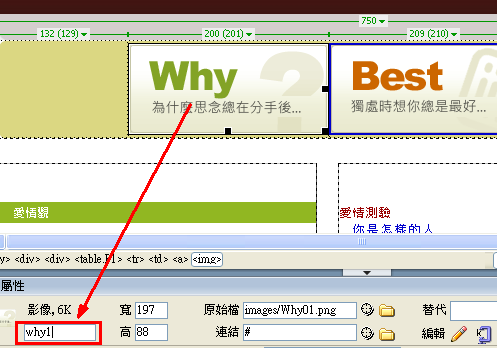 750
132 (129)
200 (201)
209 (210)
Why
為什麼思念總在分手後...
Best
獨處時想你總是最好...
愛情觀
愛情測驗
你是怎樣的人
<div> <div> <table.F1> <tr> <td> <a> <img>
屬性
影像, 6K
寬 197
原始檔 images/Why01.png
替代
why1
高 88
連結 #
編輯